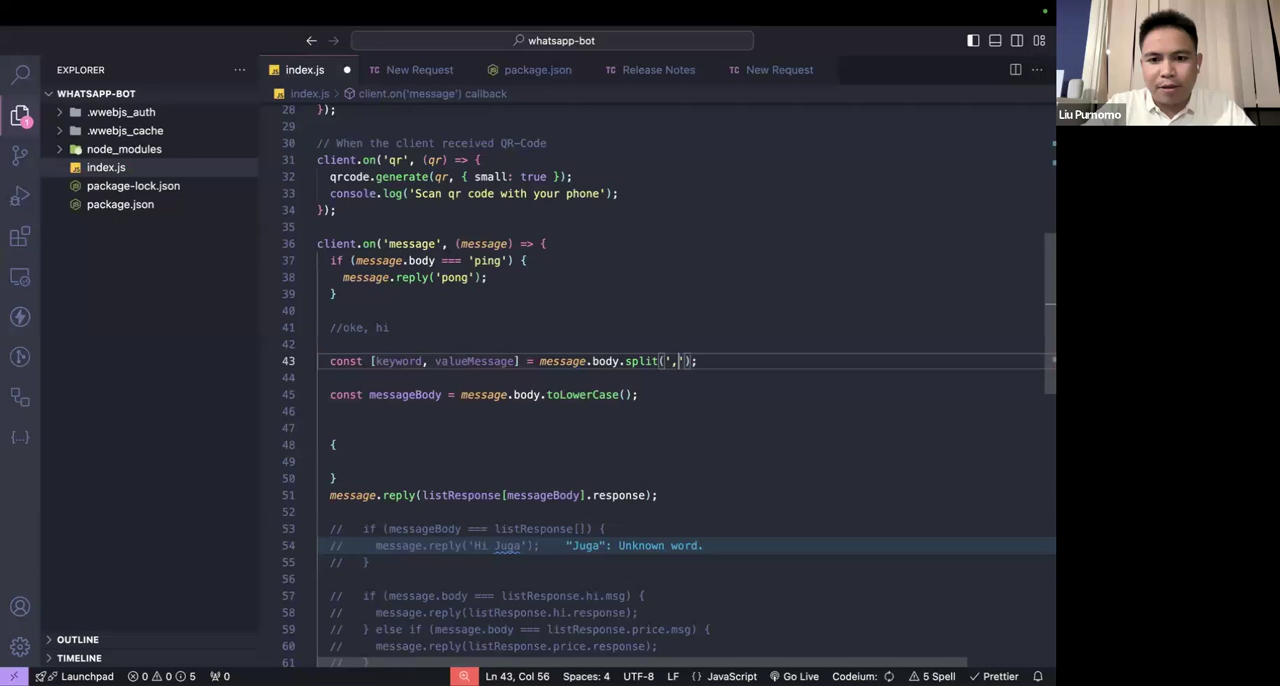 whatsapp-bot
EXPLORER
index.js
New Request
package.json
Release Notes
New Request
WHATSAPP-BOT
index.js
client.on('message') callback
.wwebjs_auth
.wwebjs_cache
node_modules
index.js
package-lock.json
package.json
28 });
29
30 // When the client received QR-Code
31 client.on('qr', (qr) => {
32 qrcode.generate(qr, { small: true });
33 console.log('Scan qr code with your phone');
34 });
35
36 client.on('message', (message) => {
37 if (message.body === 'ping') {
38 message.reply('pong');
39 }
40
41 //oke, hi
42
43 const [keyword, valueMessage] = message.body.split(',');
44
45 const messageBody = message.body.toLowerCase();
46
47
48 {
49
50 }
51 message.reply(listResponse[messageBody].response);
52
53 // if (messageBody === listResponse[]) {
54 // message.reply('Hi Juga'); "Juga": Unknown word.
55 // }
56
57 // if (message.body === listResponse.hi.msg) {
58 // message.reply(listResponse.hi.response);
59 // } else if (message.body === listResponse.price.msg) {
60 // message.reply(listResponse.price.response);
61 // }
Liu Purnomo
1
OUTLINE
TIMELINE
Launchpad 0 0 5 0 Ln 43, Col 56 Spaces: 4 UTF-8 LF {} JavaScript Go Live Codeium: 5 Spell Prettier